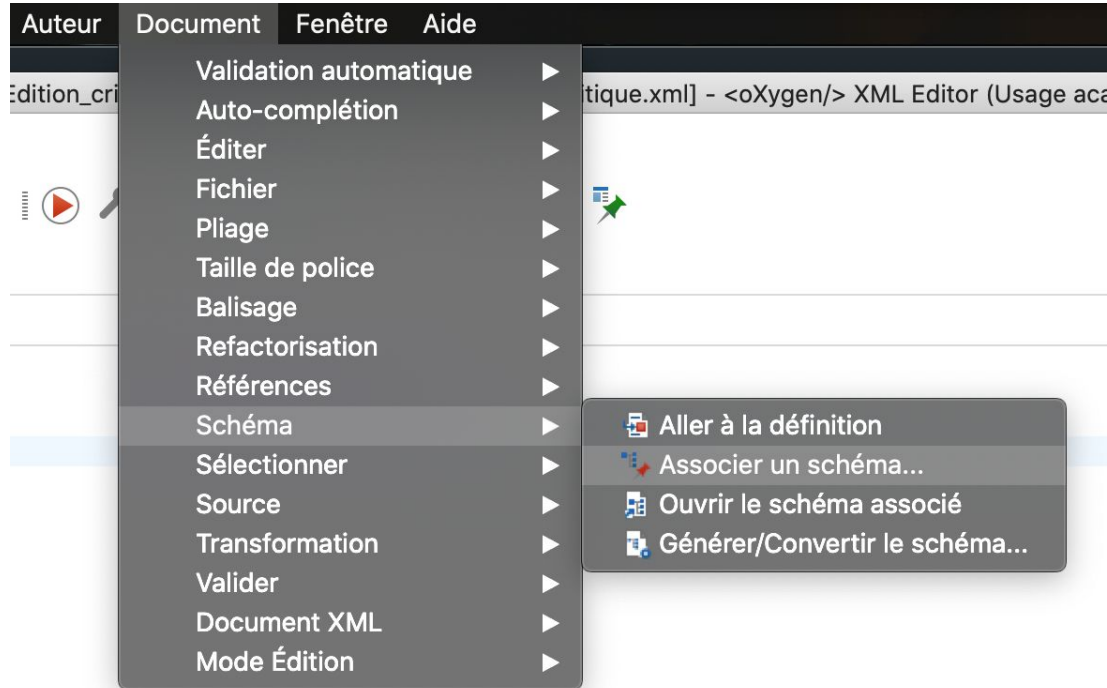 Auteur Document Fenêtre Aide
Edition_cri
tique.xml] - <oXygen/> XML Editor (Usage aca
Validation automatique
Auto-complétion
Éditer
Fichier
Pliage
Taille de police
Balisage
Refactorisation
Références
Schéma
Sélectionner
Source
Transformation
Valider
Document XML
Mode Édition
Aller à la définition
Associer un schéma...
Ouvrir le schéma associé
Générer/Convertir le schéma...